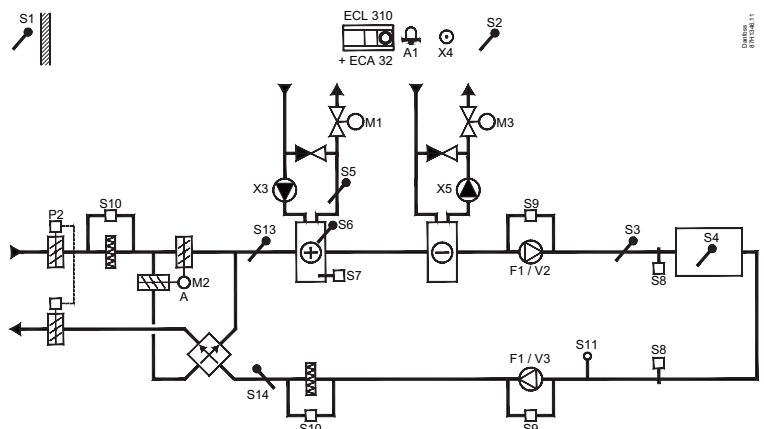 S1
ECL 310
+ ECA 32
A1
X4
S2
Danfoss
87H1346.11
M1
M3
S5
X3
X5
P2
S10
S13
S6
S7
S9
F1 / V2
S3
S4
S8
M2
A
S14
S10
F1 / V3
S9
S11
S8